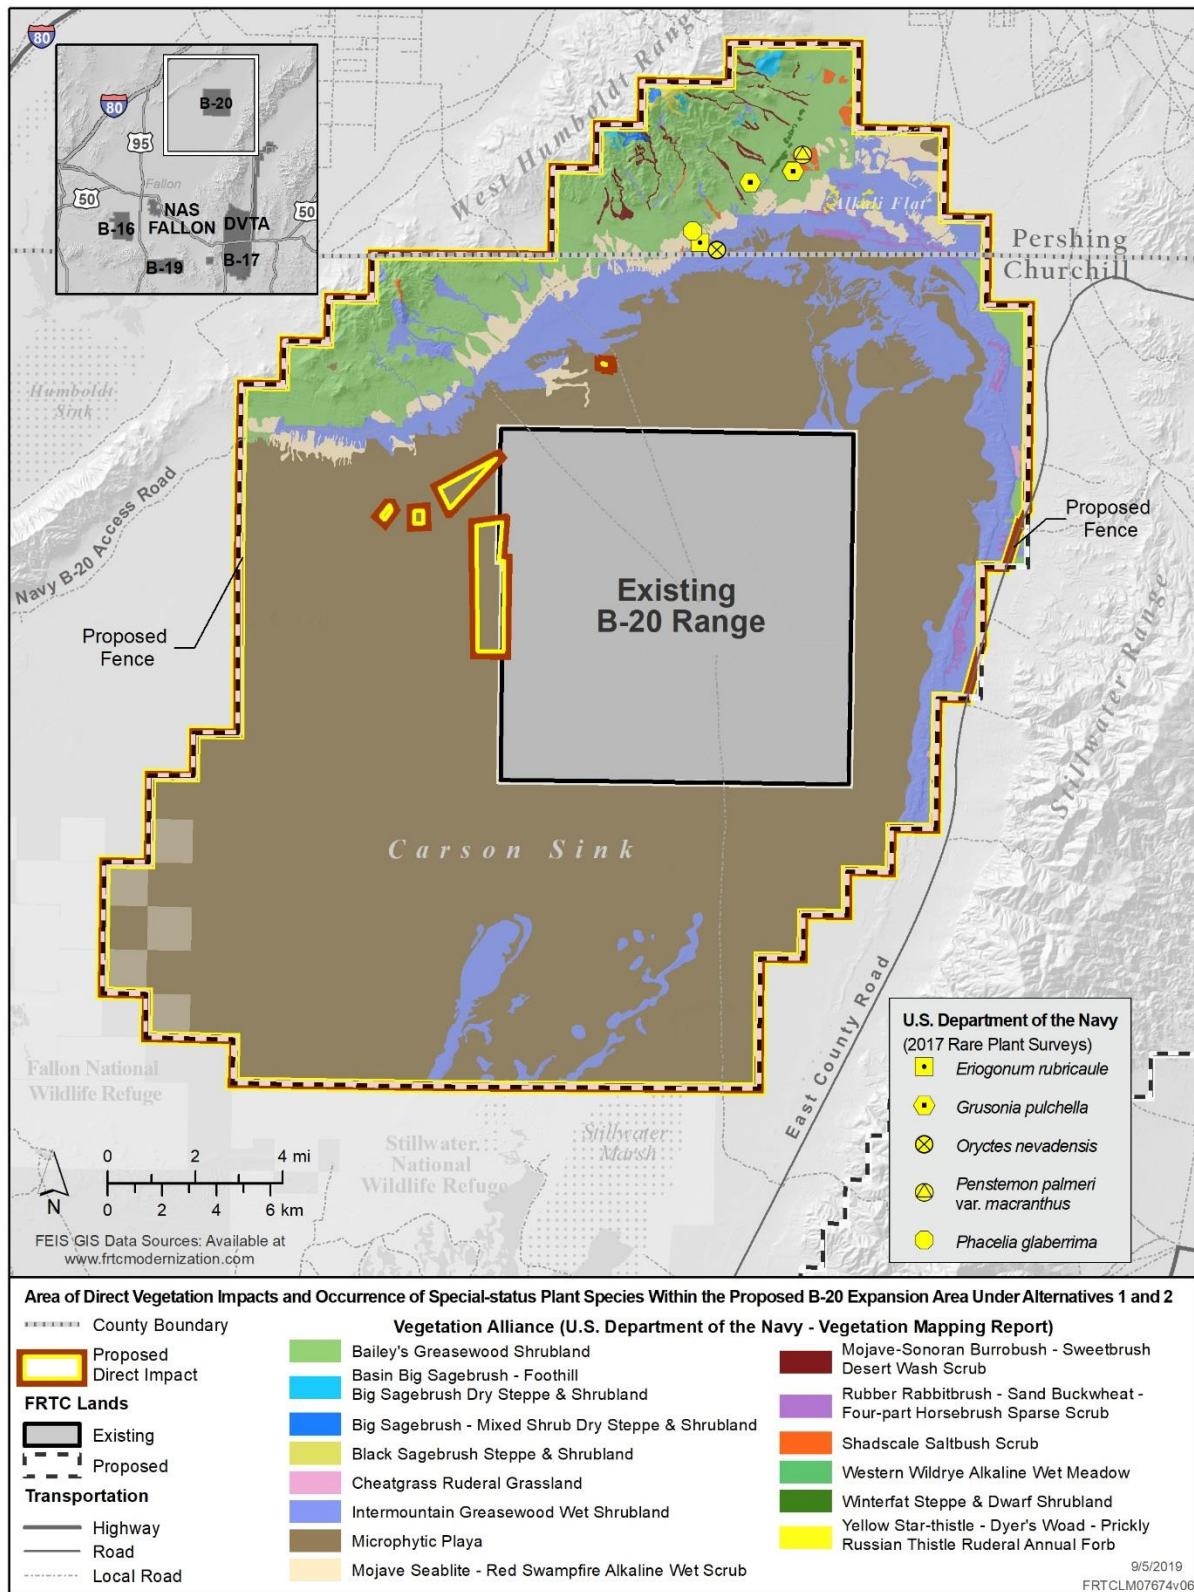 80
80
B-20
95
Fallon
50
50
NAS
FALLON
DVTA
B-16
B-19
B-17
West Humboldt Range
Alkali Flat
Pershing
Churchill
Humboldt
Sink
Navy B-20 Access Road
Proposed
Fence
Proposed
Fence
Existing
B-20 Range
Stillwater Range
Carson Sink
East County Road
Fallon National
Wildlife Refuge
Stillwater
National
Wildlife Refuge
Stillwater
Marsh
U.S. Department of the Navy
(2017 Rare Plant Surveys)
Eriogonum rubricaule
Grusonia pulchella
Oryctes nevadensis
Penstemon palmeri
var. macranthus
Phacelia glaberrima
N
0 2 4 mi
0 2 4 6 km
FEIS GIS Data Sources: Available at
www.frtcmodernization.com
Area of Direct Vegetation Impacts and Occurrence of Special-status Plant Species Within the Proposed B-20 Expansion Area Under Alternatives 1 and 2
County Boundary
Proposed
Direct Impact
FRTC Lands
Existing
Proposed
Transportation
Highway
Road
Local Road
Vegetation Alliance (U.S. Department of the Navy - Vegetation Mapping Report)
Bailey's Greasewood Shrubland
Basin Big Sagebrush - Foothill
Big Sagebrush Dry Steppe & Shrubland
Big Sagebrush - Mixed Shrub Dry Steppe & Shrubland
Black Sagebrush Steppe & Shrubland
Cheatgrass Ruderal Grassland
Intermountain Greasewood Wet Shrubland
Microphytic Playa
Mojave Seablite - Red Swampfire Alkaline Wet Scrub
Mojave-Sonoran Burrobush - Sweetbrush
Desert Wash Scrub
Rubber Rabbitbrush - Sand Buckwheat -
Four-part Horsebrush Sparse Scrub
Shadscale Saltbush Scrub
Western Wildrye Alkaline Wet Meadow
Winterfat Steppe & Dwarf Shrubland
Yellow Star-thistle - Dyer's Woad - Prickly
Russian Thistle Ruderal Annual Forb
9/5/2019
FRTCLM07674v06